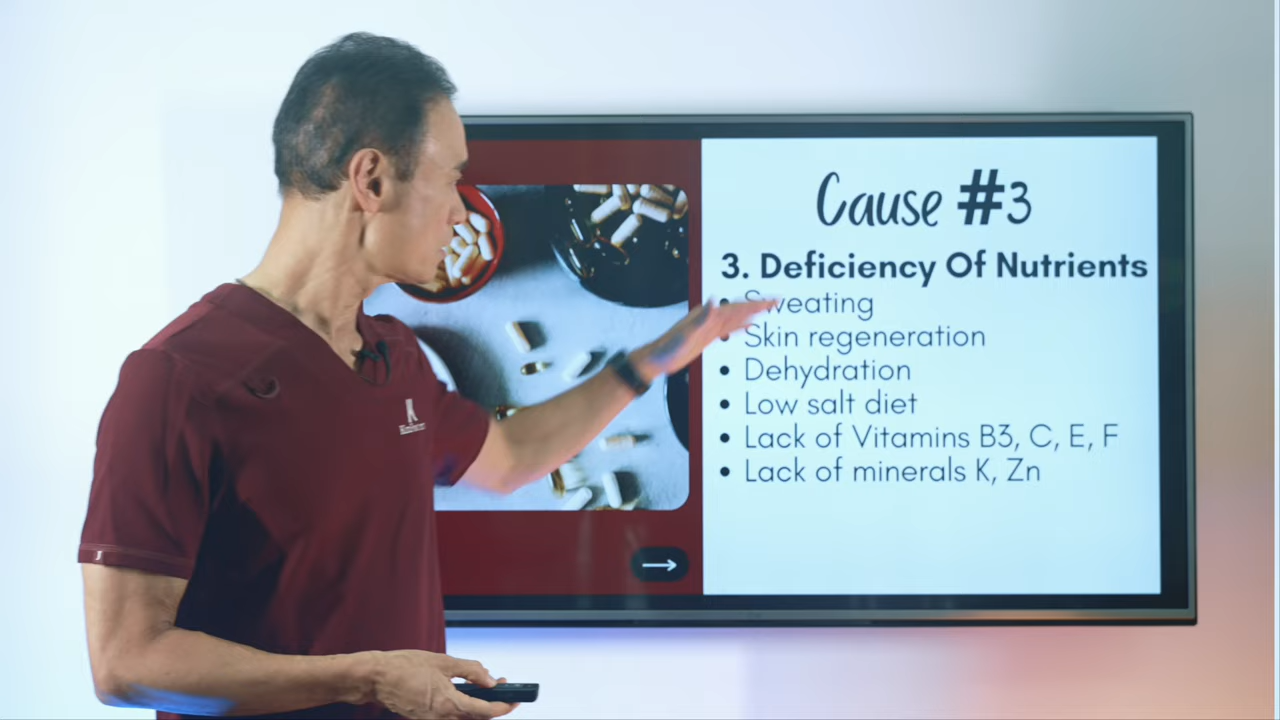 Cause #3
3. Deficiency Of Nutrients
• Sweating
• Skin regeneration
• Dehydration
• Low salt diet
• Lack of Vitamins B3, C, E, F
• Lack of minerals K, Zn